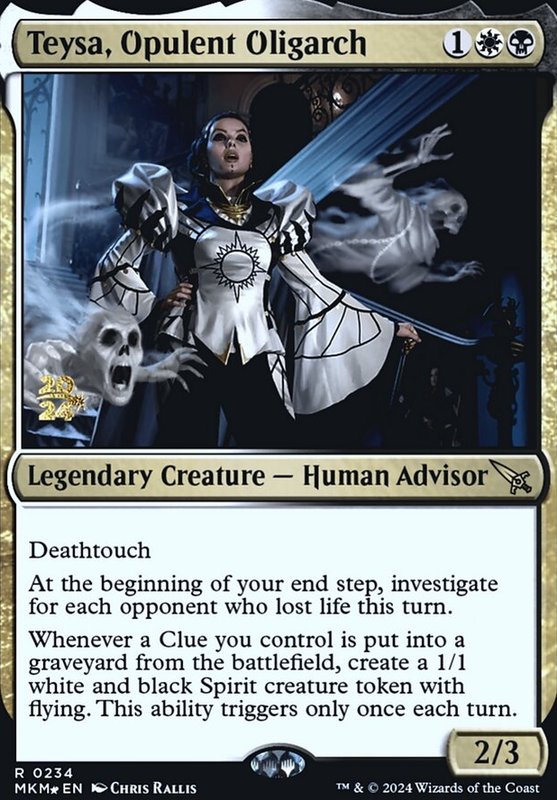 Teysa, Opulent Oligarch 1
20
24
Legendary Creature — Human Advisor
Deathtouch
At the beginning of your end step, investigate
for each opponent who lost life this turn.
Whenever a Clue you control is put into a
graveyard from the battlefield, create a 1/1
white and black Spirit creature token with
flying. This ability triggers only once each turn.
2/3
R 0234
MKM★EN Chris Rallis
™ & © 2024 Wizards of the Coast